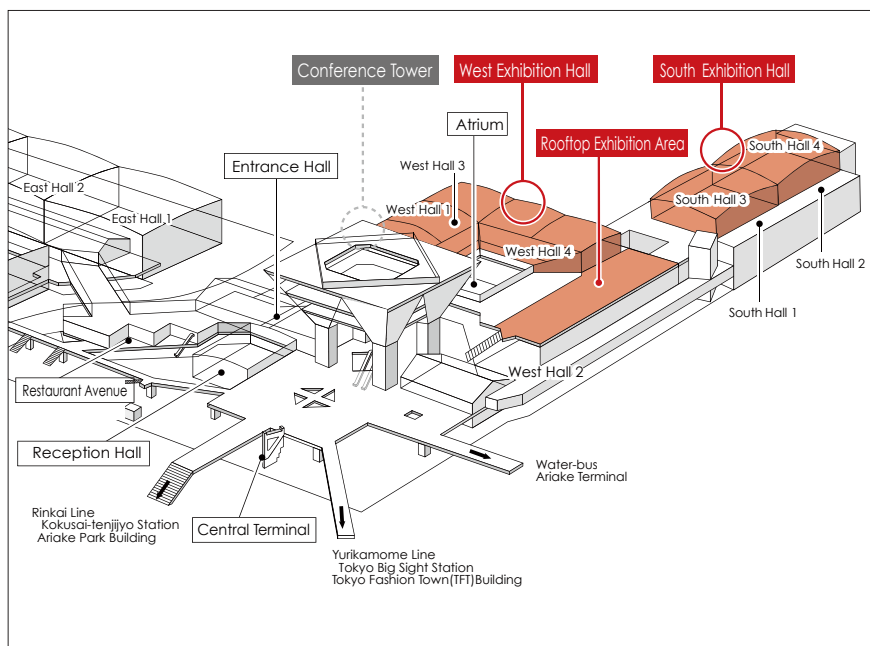 Conference Tower
West Exhibition Hall
South Exhibition Hall
Atrium
Rooftop Exhibition Area
South Hall 4
Entrance Hall
West Hall 3
East Hall 2
South Hall 3
East Hall 1
West Hall 1
West Hall 4
South Hall 2
South Hall 1
West Hall 2
Restaurant Avenue
Reception Hall
Water-bus
Ariake Terminal
Rinkai Line
Kokusai-tenjijyo Station
Ariake Park Building
Central Terminal
Yurikamome Line
Tokyo Big Sight Station
Tokyo Fashion Town(TFT)Building